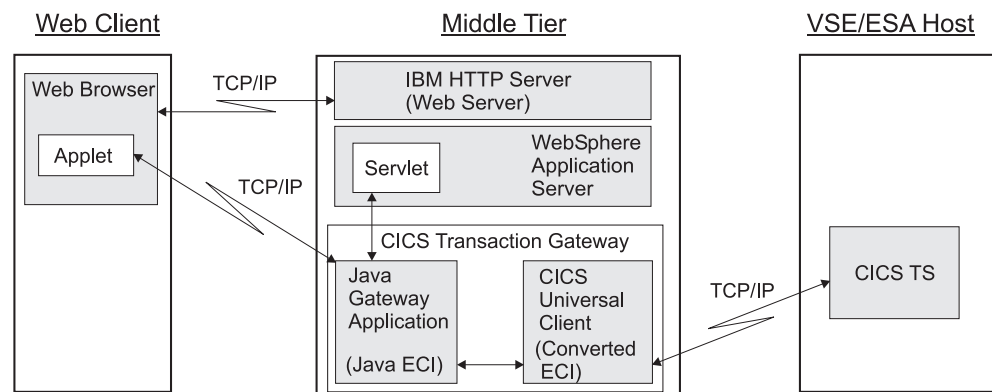 Web Client
Middle Tier
VSE/ESA Host
Web Browser
Applet
TCP/IP
TCP/IP
IBM HTTP Server
(Web Server)
WebSphere
Application
Server
Servlet
CICS Transaction Gateway
Java
Gateway
Application
(Java ECI)
CICS
Universal
Client
(Converted
ECI)
TCP/IP
CICS TS